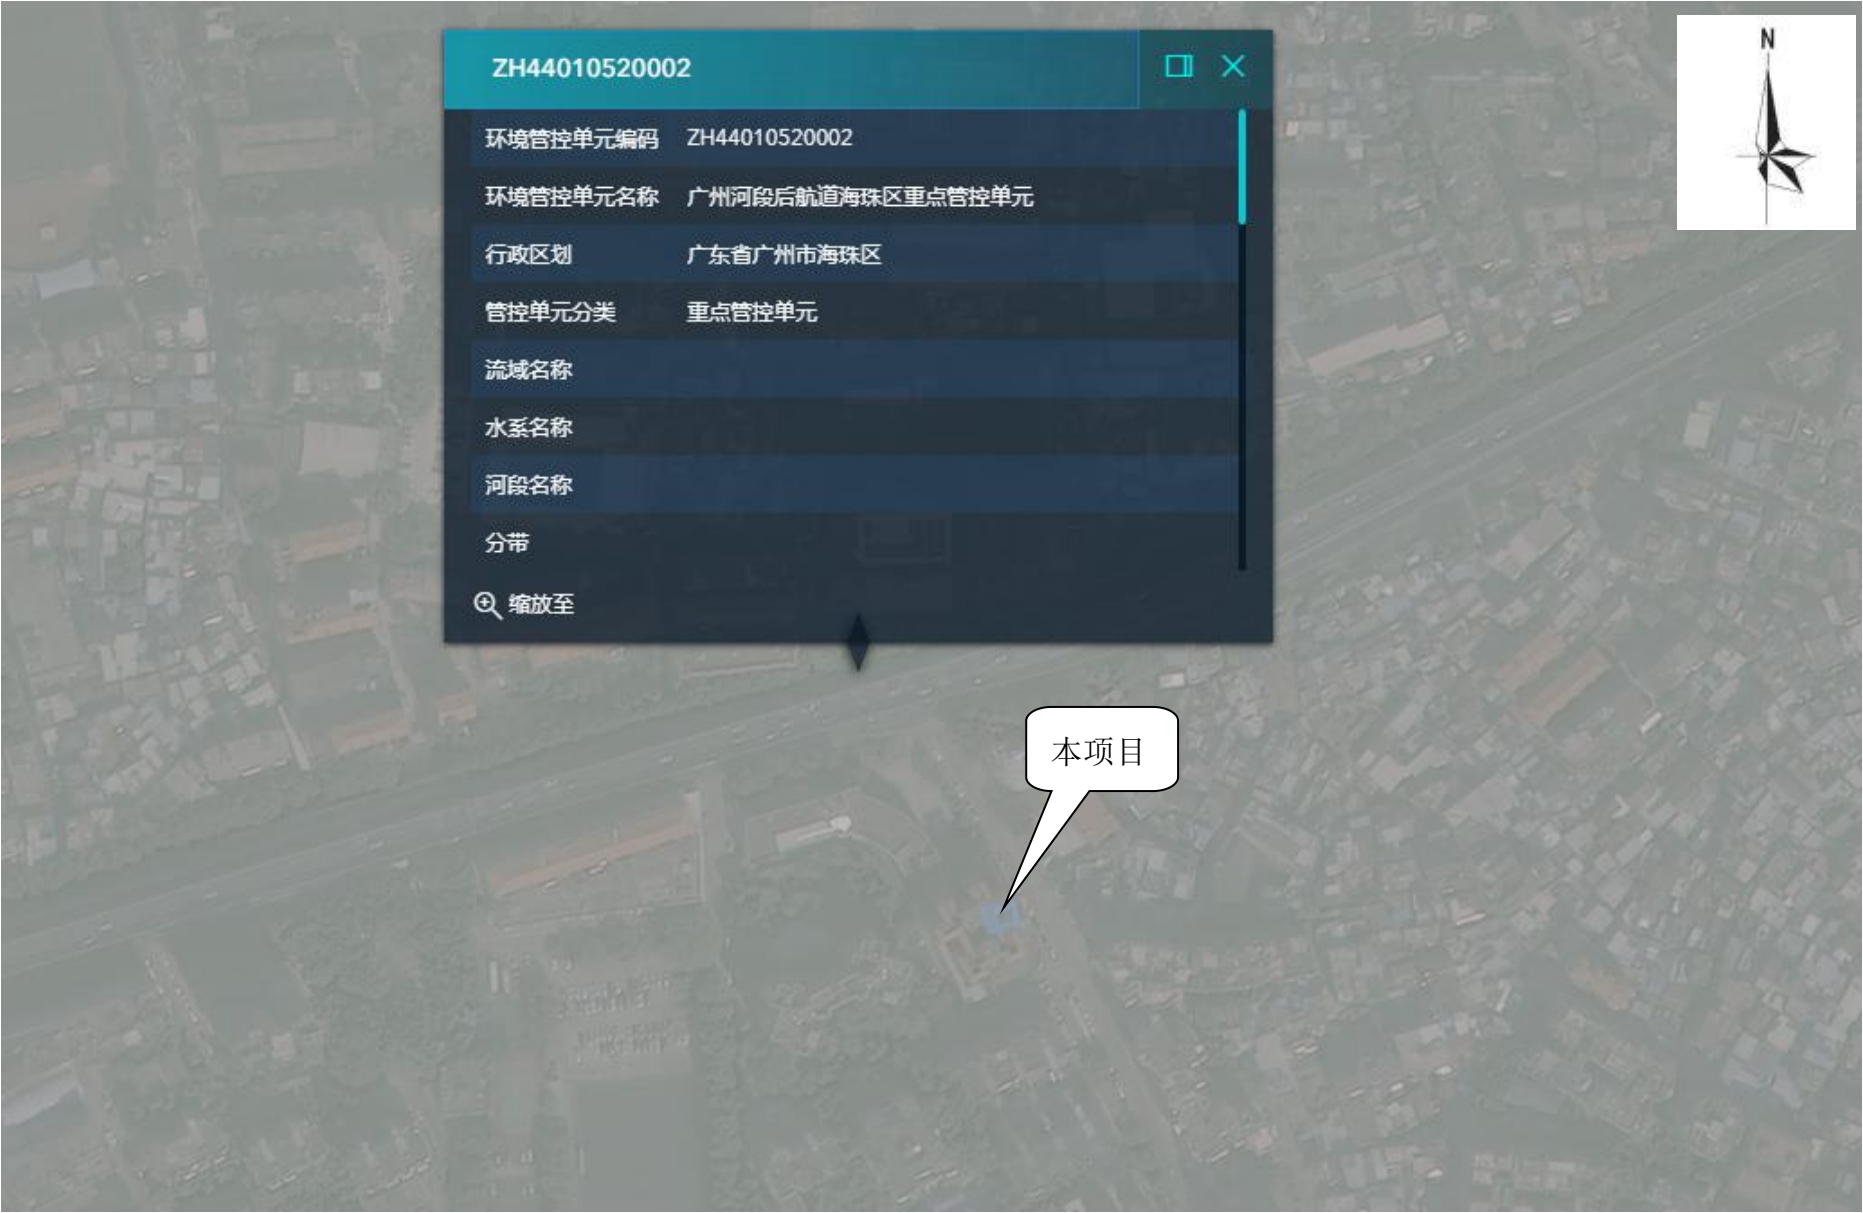 ZH44010520002
N
环境管控单元编码 ZH44010520002
环境管控单元名称 广州河段后航道海珠区重点管控单元
行政区划 广东省广州市海珠区
管控单元分类 重点管控单元
流域名称
水系名称
河段名称
分带
缩放至
本项目